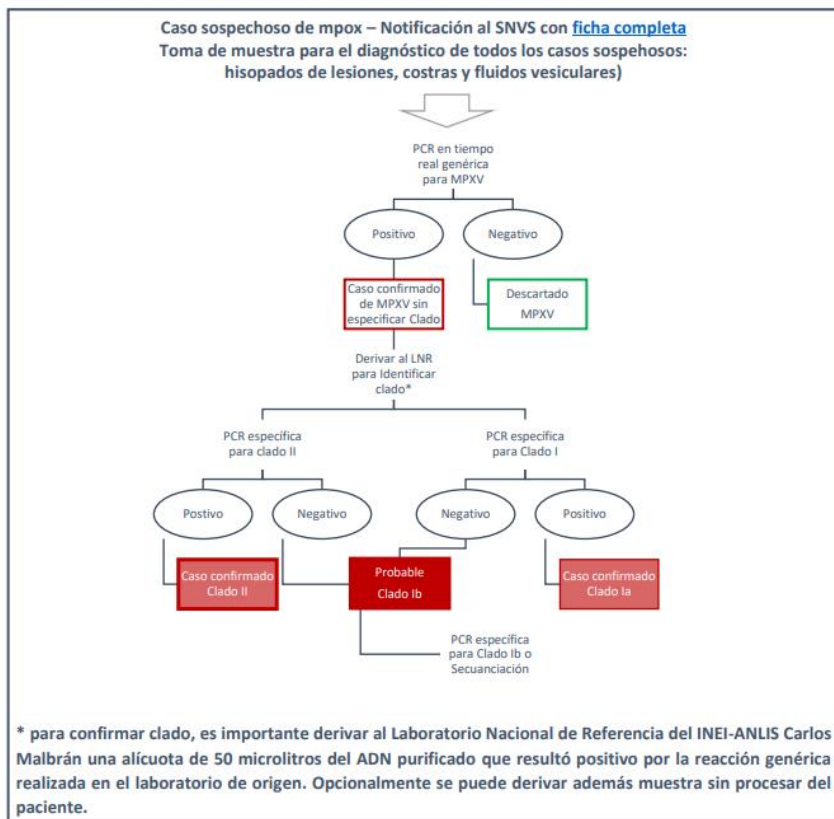 Caso sospechoso de mpox – Notificación al SNVS con ficha completa
Toma de muestra para el diagnóstico de todos los casos sospehosos:
hisopados de lesiones, costras y fluidos vesiculares)
PCR en tiempo
real genérica
para MPXV
Positivo
Negativo
Caso confirmado
de MPXV sin
especificar Clado
Descartado
MPXV
Derivar al LNR
para Identificar
clado*
PCR específica
para clado II
PCR específica
para Clado I
Postivo
Negativo
Negativo
Positivo
Caso confirmado
Clado II
Probable
Clado Ib
Caso confirmado
Clado Ia
PCR específica
para Clado Ib o
Secuanciación
* para confirmar clado, es importante derivar al Laboratorio Nacional de Referencia del INEI-ANLIS Carlos
Malbrán una alícuota de 50 microlitros del ADN purificado que resultó positivo por la reacción genérica
realizada en el laboratorio de origen. Opcionalmente se puede derivar además muestra sin procesar del
paciente.